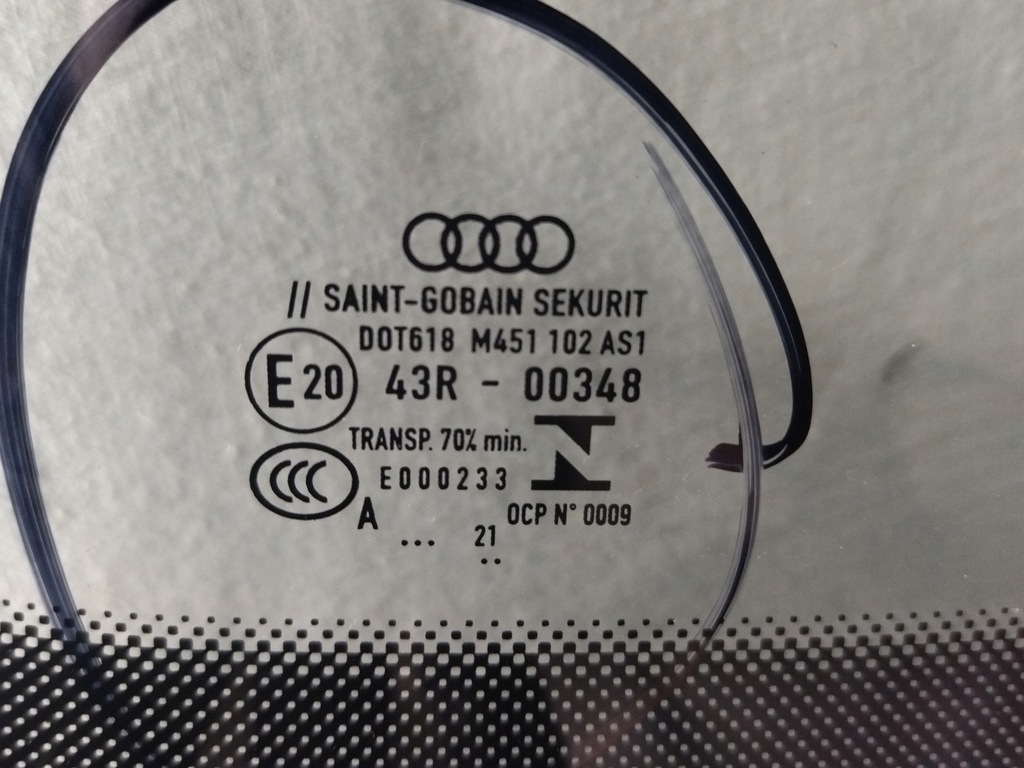 // SAINT-GOBAIN SEKURIT
DOT618 M451 102 AS1
E20 43R - 00348
TRANSP. 70% min.
CCC E000233
A OCP N° 0009
... 21
..